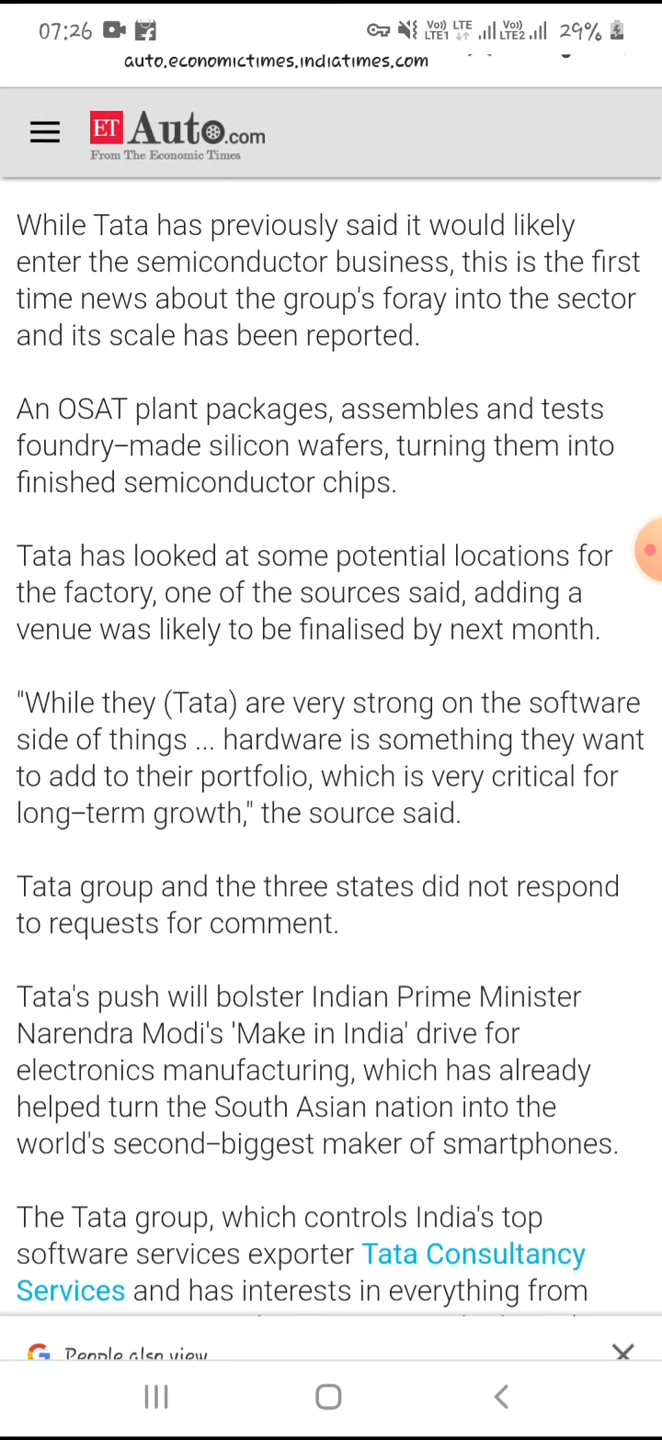 07:26
Vo)) LTE Vo)) 29%
LTE1 LTE2
auto.economictimes.indiatimes.com
ET Auto.com
From The Economic Times
While Tata has previously said it would likely
enter the semiconductor business, this is the first
time news about the group's foray into the sector
and its scale has been reported.
An OSAT plant packages, assembles and tests
foundry-made silicon wafers, turning them into
finished semiconductor chips.
Tata has looked at some potential locations for
the factory, one of the sources said, adding a
venue was likely to be finalised by next month.
"While they (Tata) are very strong on the software
side of things ... hardware is something they want
to add to their portfolio, which is very critical for
long-term growth," the source said.
Tata group and the three states did not respond
to requests for comment.
Tata's push will bolster Indian Prime Minister
Narendra Modi's 'Make in India' drive for
electronics manufacturing, which has already
helped turn the South Asian nation into the
world's second-biggest maker of smartphones.
The Tata group, which controls India's top
software services exporter Tata Consultancy
Services and has interests in everything from
People also view